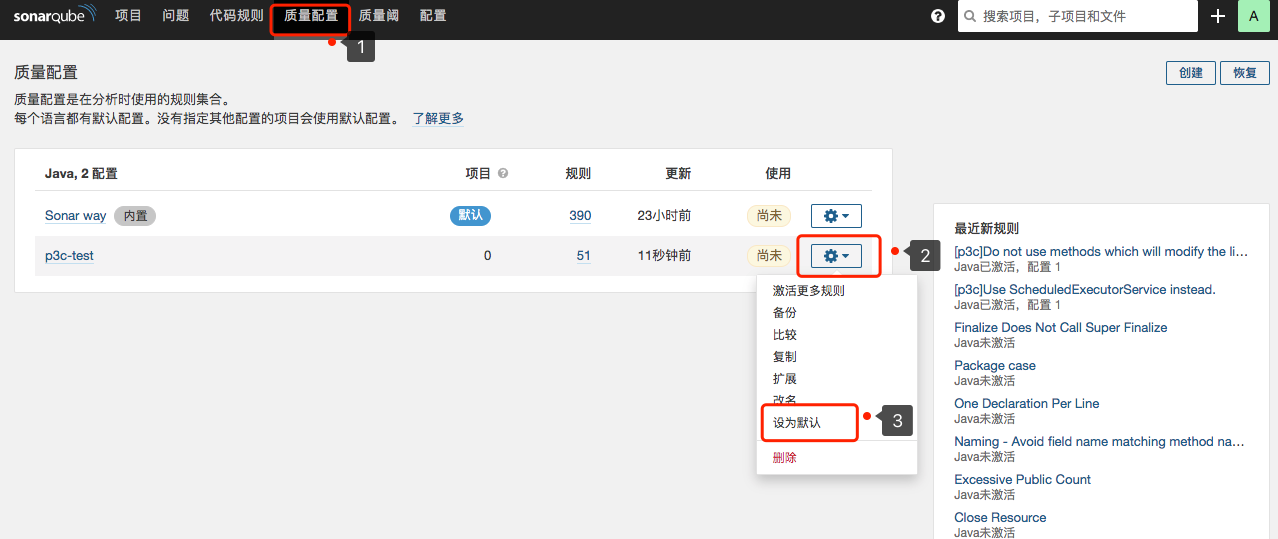 sonarqube 项目 问题 代码规则 质量配置 质量阈 配置 ? 搜索项目，子项目和文件 + A
1
质量配置 创建 恢复
质量配置是在分析时使用的规则集合。
每个语言都有默认配置。没有指定其他配置的项目会使用默认配置。 了解更多
Java, 2 配置 项目 ? 规则 更新 使用
Sonar way 内置 默认 390 23小时前 尚未
p3c-test 0 51 11秒钟前 尚未
2
激活更多规则
备份
比较
复制
扩展
改名
设为默认
3
删除
最近新规则
[p3c]Do not use methods which will modify the li…
Java已激活，配置 1
[p3c]Use ScheduledExecutorService instead.
Java已激活，配置 1
Finalize Does Not Call Super Finalize
Java未激活
Package case
Java未激活
One Declaration Per Line
Java未激活
Naming - Avoid field name matching method na…
Java未激活
Excessive Public Count
Java未激活
Close Resource
Java未激活